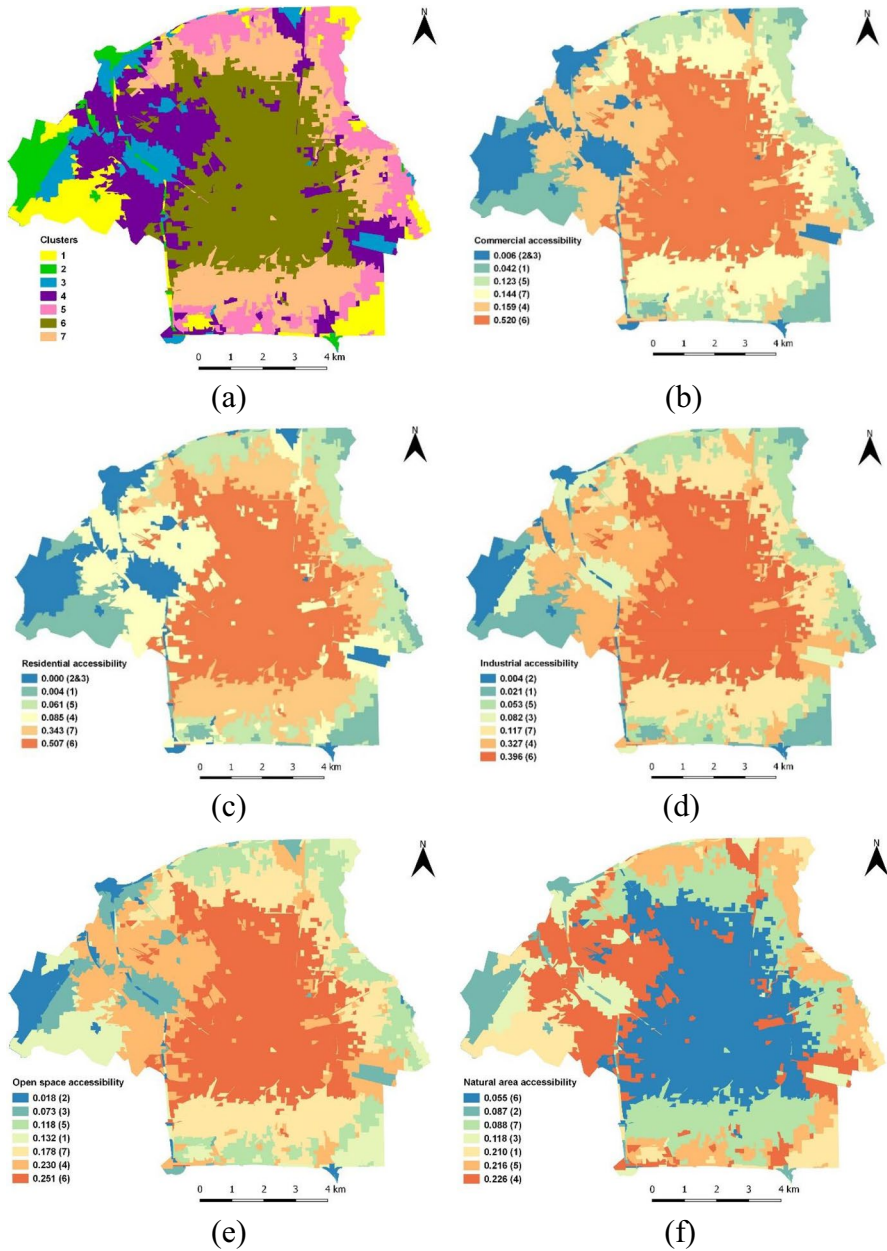 N
Clusters
1
2
3
4
5
6
7
0 1 2 3 4 km
(a)
N
Commercial accessibility
0.006 (2&3)
0.042 (1)
0.123 (5)
0.144 (7)
0.159 (4)
0.520 (6)
0 1 2 3 4 km
(b)
N
Residential accessibility
0.000 (2&3)
0.004 (1)
0.061 (5)
0.085 (4)
0.343 (7)
0.507 (6)
0 1 2 3 4 km
(c)
N
Industrial accessibility
0.004 (2)
0.021 (1)
0.053 (5)
0.082 (3)
0.117 (7)
0.327 (4)
0.396 (6)
0 1 2 3 4 km
(d)
N
Open space accessibility
0.018 (2)
0.073 (3)
0.118 (5)
0.132 (1)
0.178 (7)
0.230 (4)
0.251 (6)
0 1 2 3 4 km
(e)
N
Natural area accessibility
0.055 (6)
0.087 (2)
0.088 (7)
0.118 (3)
0.210 (1)
0.216 (5)
0.226 (4)
0 1 2 3 4 km
(f)